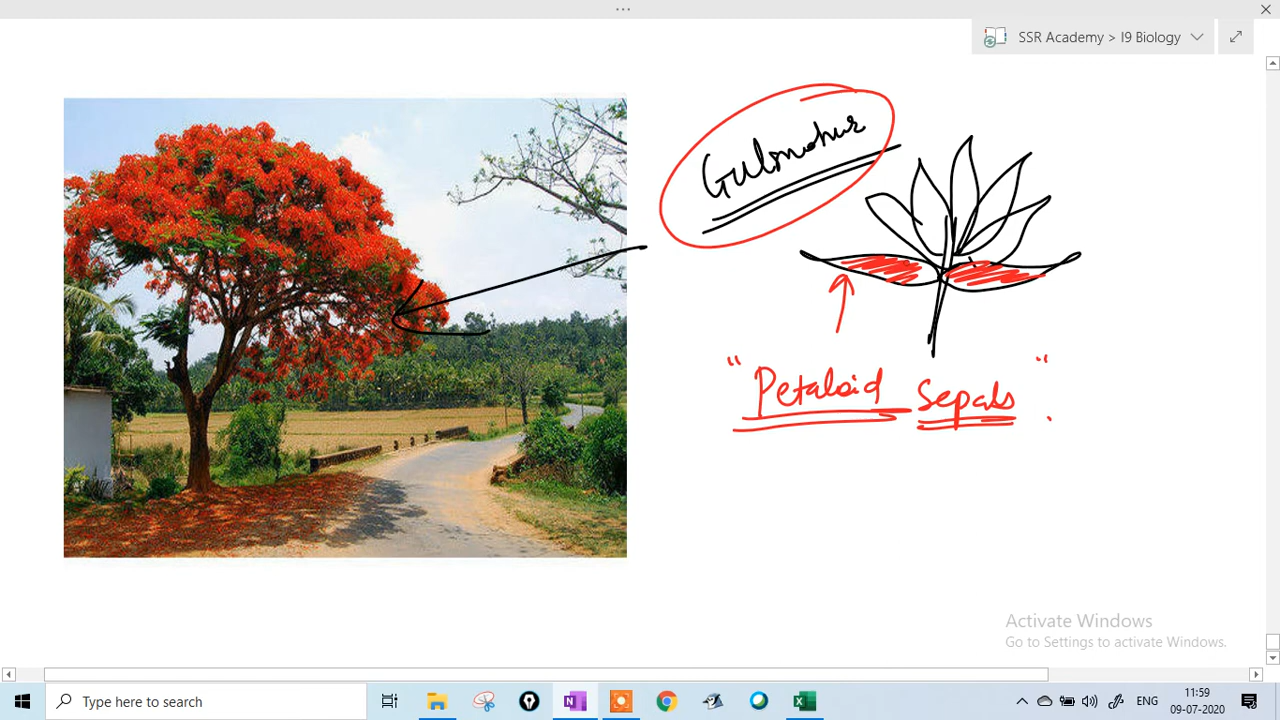 ...
SSR Academy > I9 Biology
Gulmohur
"Petaloid Sepals".
Activate Windows
Go to Settings to activate Windows.
Type here to search
ENG
11:59
09-07-2020